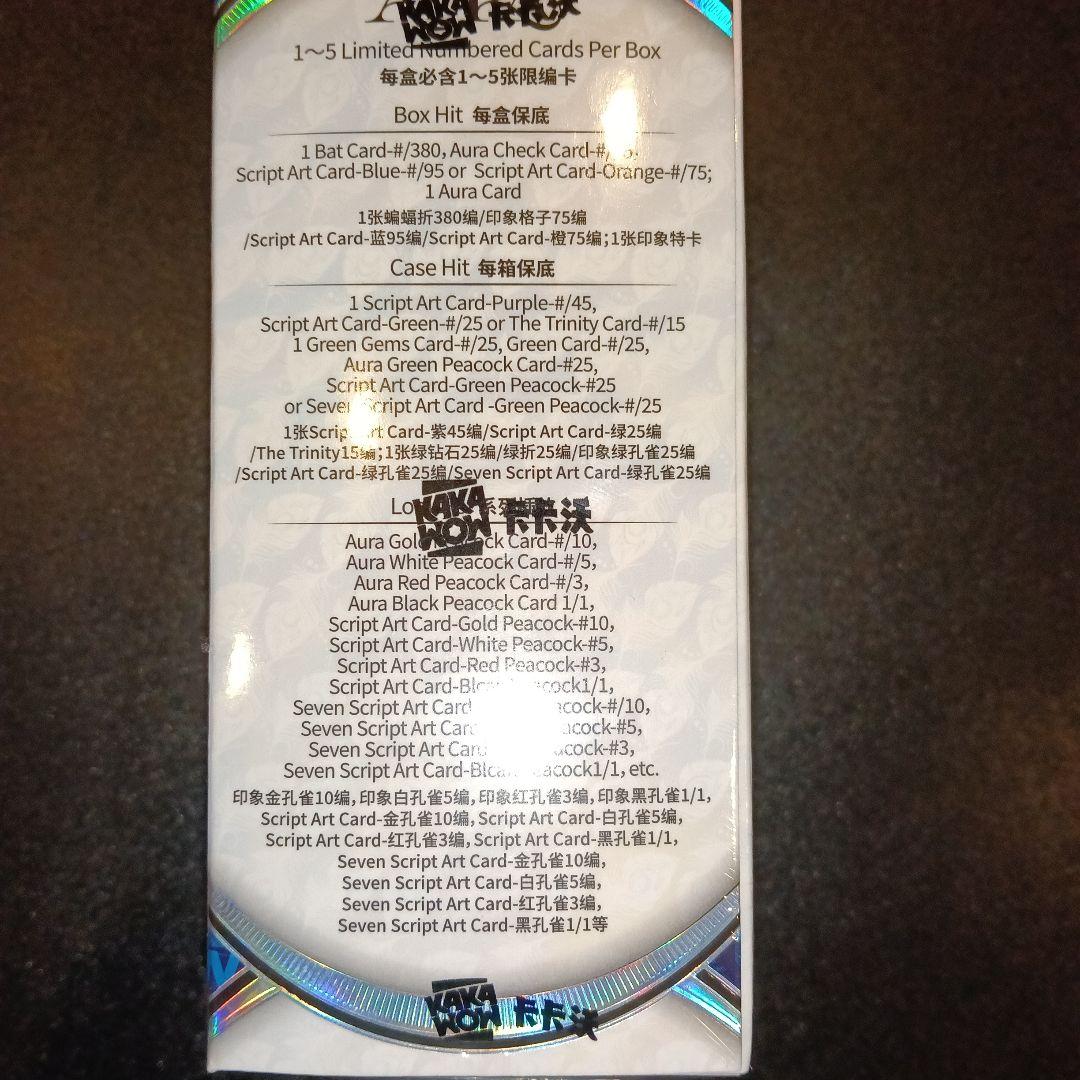 KAKA WOW 卡卡沃
1～5 Limited Numbered Cards Per Box
每盒必含1～5张限编卡
Box Hit 每盒保底
1 Bat Card-#/380, Aura Check Card-#/
Script Art Card-Blue-#/95 or Script Art Card-Orange-#/75;
1 Aura Card
1张蝙蝠折380编/印象格子75编
/Script Art Card-蓝95编/Script Art Card-橙75编;1张印象特卡
Case Hit 每箱保底
1 Script Art Card-Purple-#/45,
Script Art Card-Green-#/25 or The Trinity Card-#/15
1 Green Gems Card-#/25, Green Card-#/25,
Aura Green Peacock Card-#25,
Script Art Card-Green Peacock-#25
or Seven Script Art Card -Green Peacock-#/25
1张Script Art Card-紫45编/Script Art Card-绿25编
/The Trinity15编;1张绿钻石25编/绿折25编/印象绿孔雀25编
/Script Art Card-绿孔雀25编/Seven Script Art Card-绿孔雀25编
KAKA WOW 卡卡沃
Aura Gold Peacock Card-#/10,
Aura White Peacock Card-#/5,
Aura Red Peacock Card-#/3,
Aura Black Peacock Card 1/1,
Script Art Card-Gold Peacock-#10,
Script Art Card-White Peacock-#5,
Script Art Card-Red Peacock-#3,
Script Art Card- 1/1,
Seven Script Art Card -#/10,
Seven Script Art Card -#5,
Seven Script Art Card -#3,
Seven Script Art Card- 1/1, etc.
印象金孔雀10编, 印象白孔雀5编, 印象红孔雀3编, 印象黑孔雀1/1,
Script Art Card-金孔雀10编, Script Art Card-白孔雀5编,
Script Art Card-红孔雀3编, Script Art Card-黑孔雀1/1,
Seven Script Art Card-金孔雀10编,
Seven Script Art Card-白孔雀5编,
Seven Script Art Card-红孔雀3编,
Seven Script Art Card-黑孔雀1/1等
KAKA WOW 卡卡沃